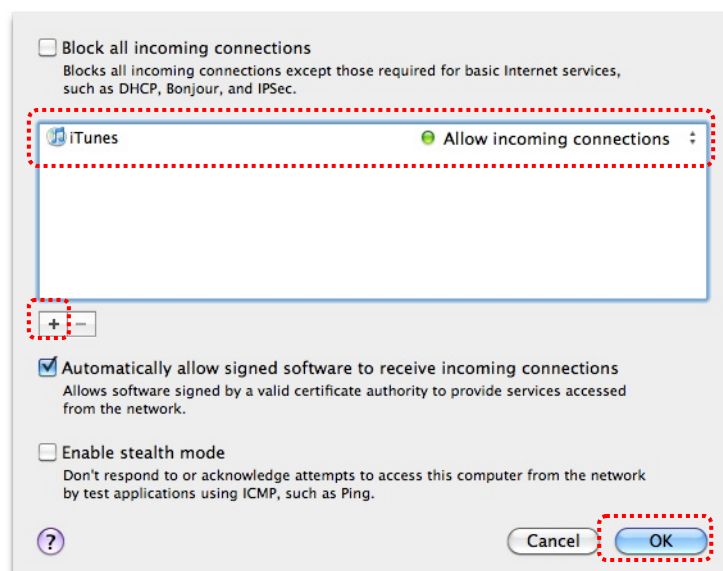 Block all incoming connections
Blocks all incoming connections except those required for basic Internet services,
such as DHCP, Bonjour, and IPSec.
iTunes Allow incoming connections
+ −
Automatically allow signed software to receive incoming connections
Allows software signed by a valid certificate authority to provide services accessed
from the network.
Enable stealth mode
Don't respond to or acknowledge attempts to access this computer from the network
by test applications using ICMP, such as Ping.
? Cancel OK